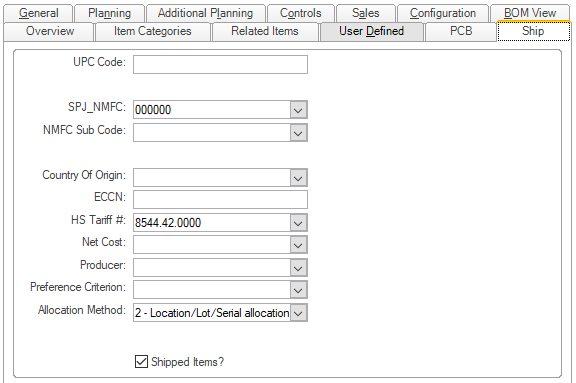 General Planning Additional Planning Controls Sales Configuration BOM View
Overview Item Categories Related Items User Defined PCB Ship
UPC Code:
SPJ_NMFC: 000000
NMFC Sub Code:
Country Of Origin:
ECCN:
HS Tariff #: 8544.42.0000
Net Cost:
Producer:
Preference Criterion:
Allocation Method: 2 - Location/Lot/Serial allocation
Shipped Items?